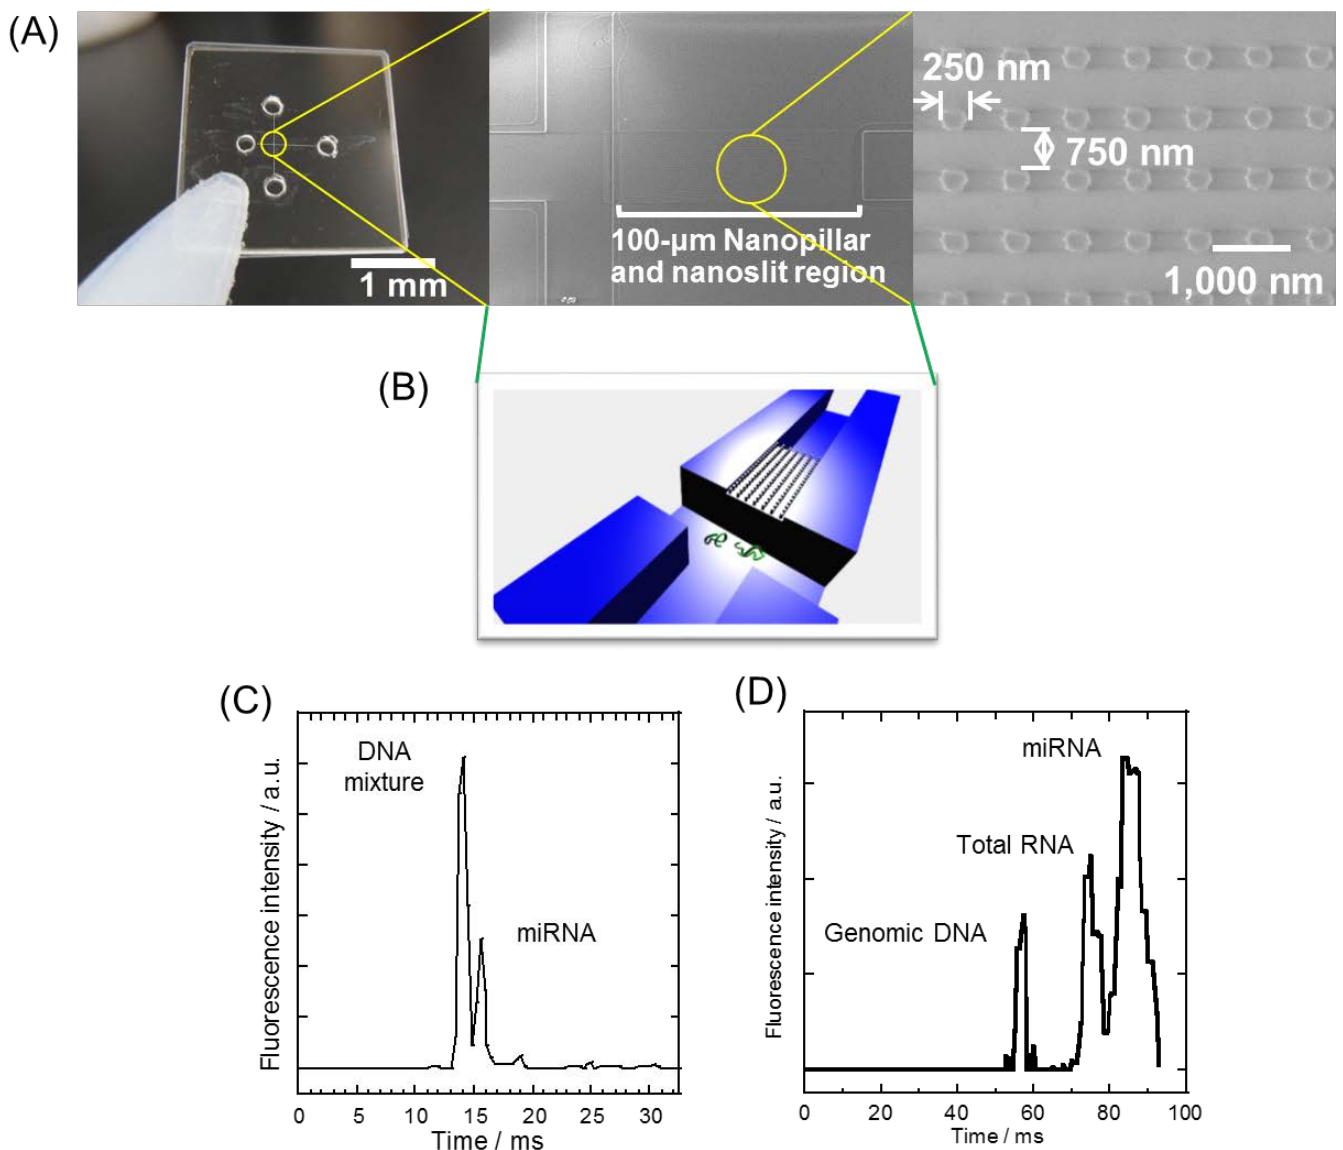 (A)
1 mm
100-μm Nanopillar
and nanoslit region
250 nm
750 nm
1,000 nm
(B)
(C)
DNA
mixture
miRNA
Fluorescence intensity / a.u.
0 5 10 15 20 25 30
Time / ms
(D)
miRNA
Total RNA
Genomic DNA
Fluorescence intensity / a.u.
0 20 40 60 80 100
Time / ms